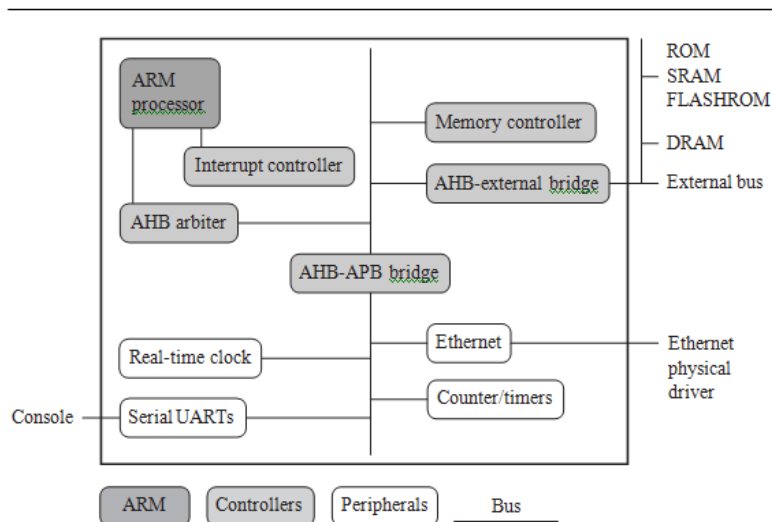 ARM
processor
Interrupt controller
AHB arbiter
Memory controller
AHB-external bridge
ROM
SRAM
FLASHROM
DRAM
External bus
AHB-APB bridge
Real-time clock
Serial UARTs
Console
Ethernet
Counter/timers
Ethernet
physical
driver
ARM
Controllers
Peripherals
Bus